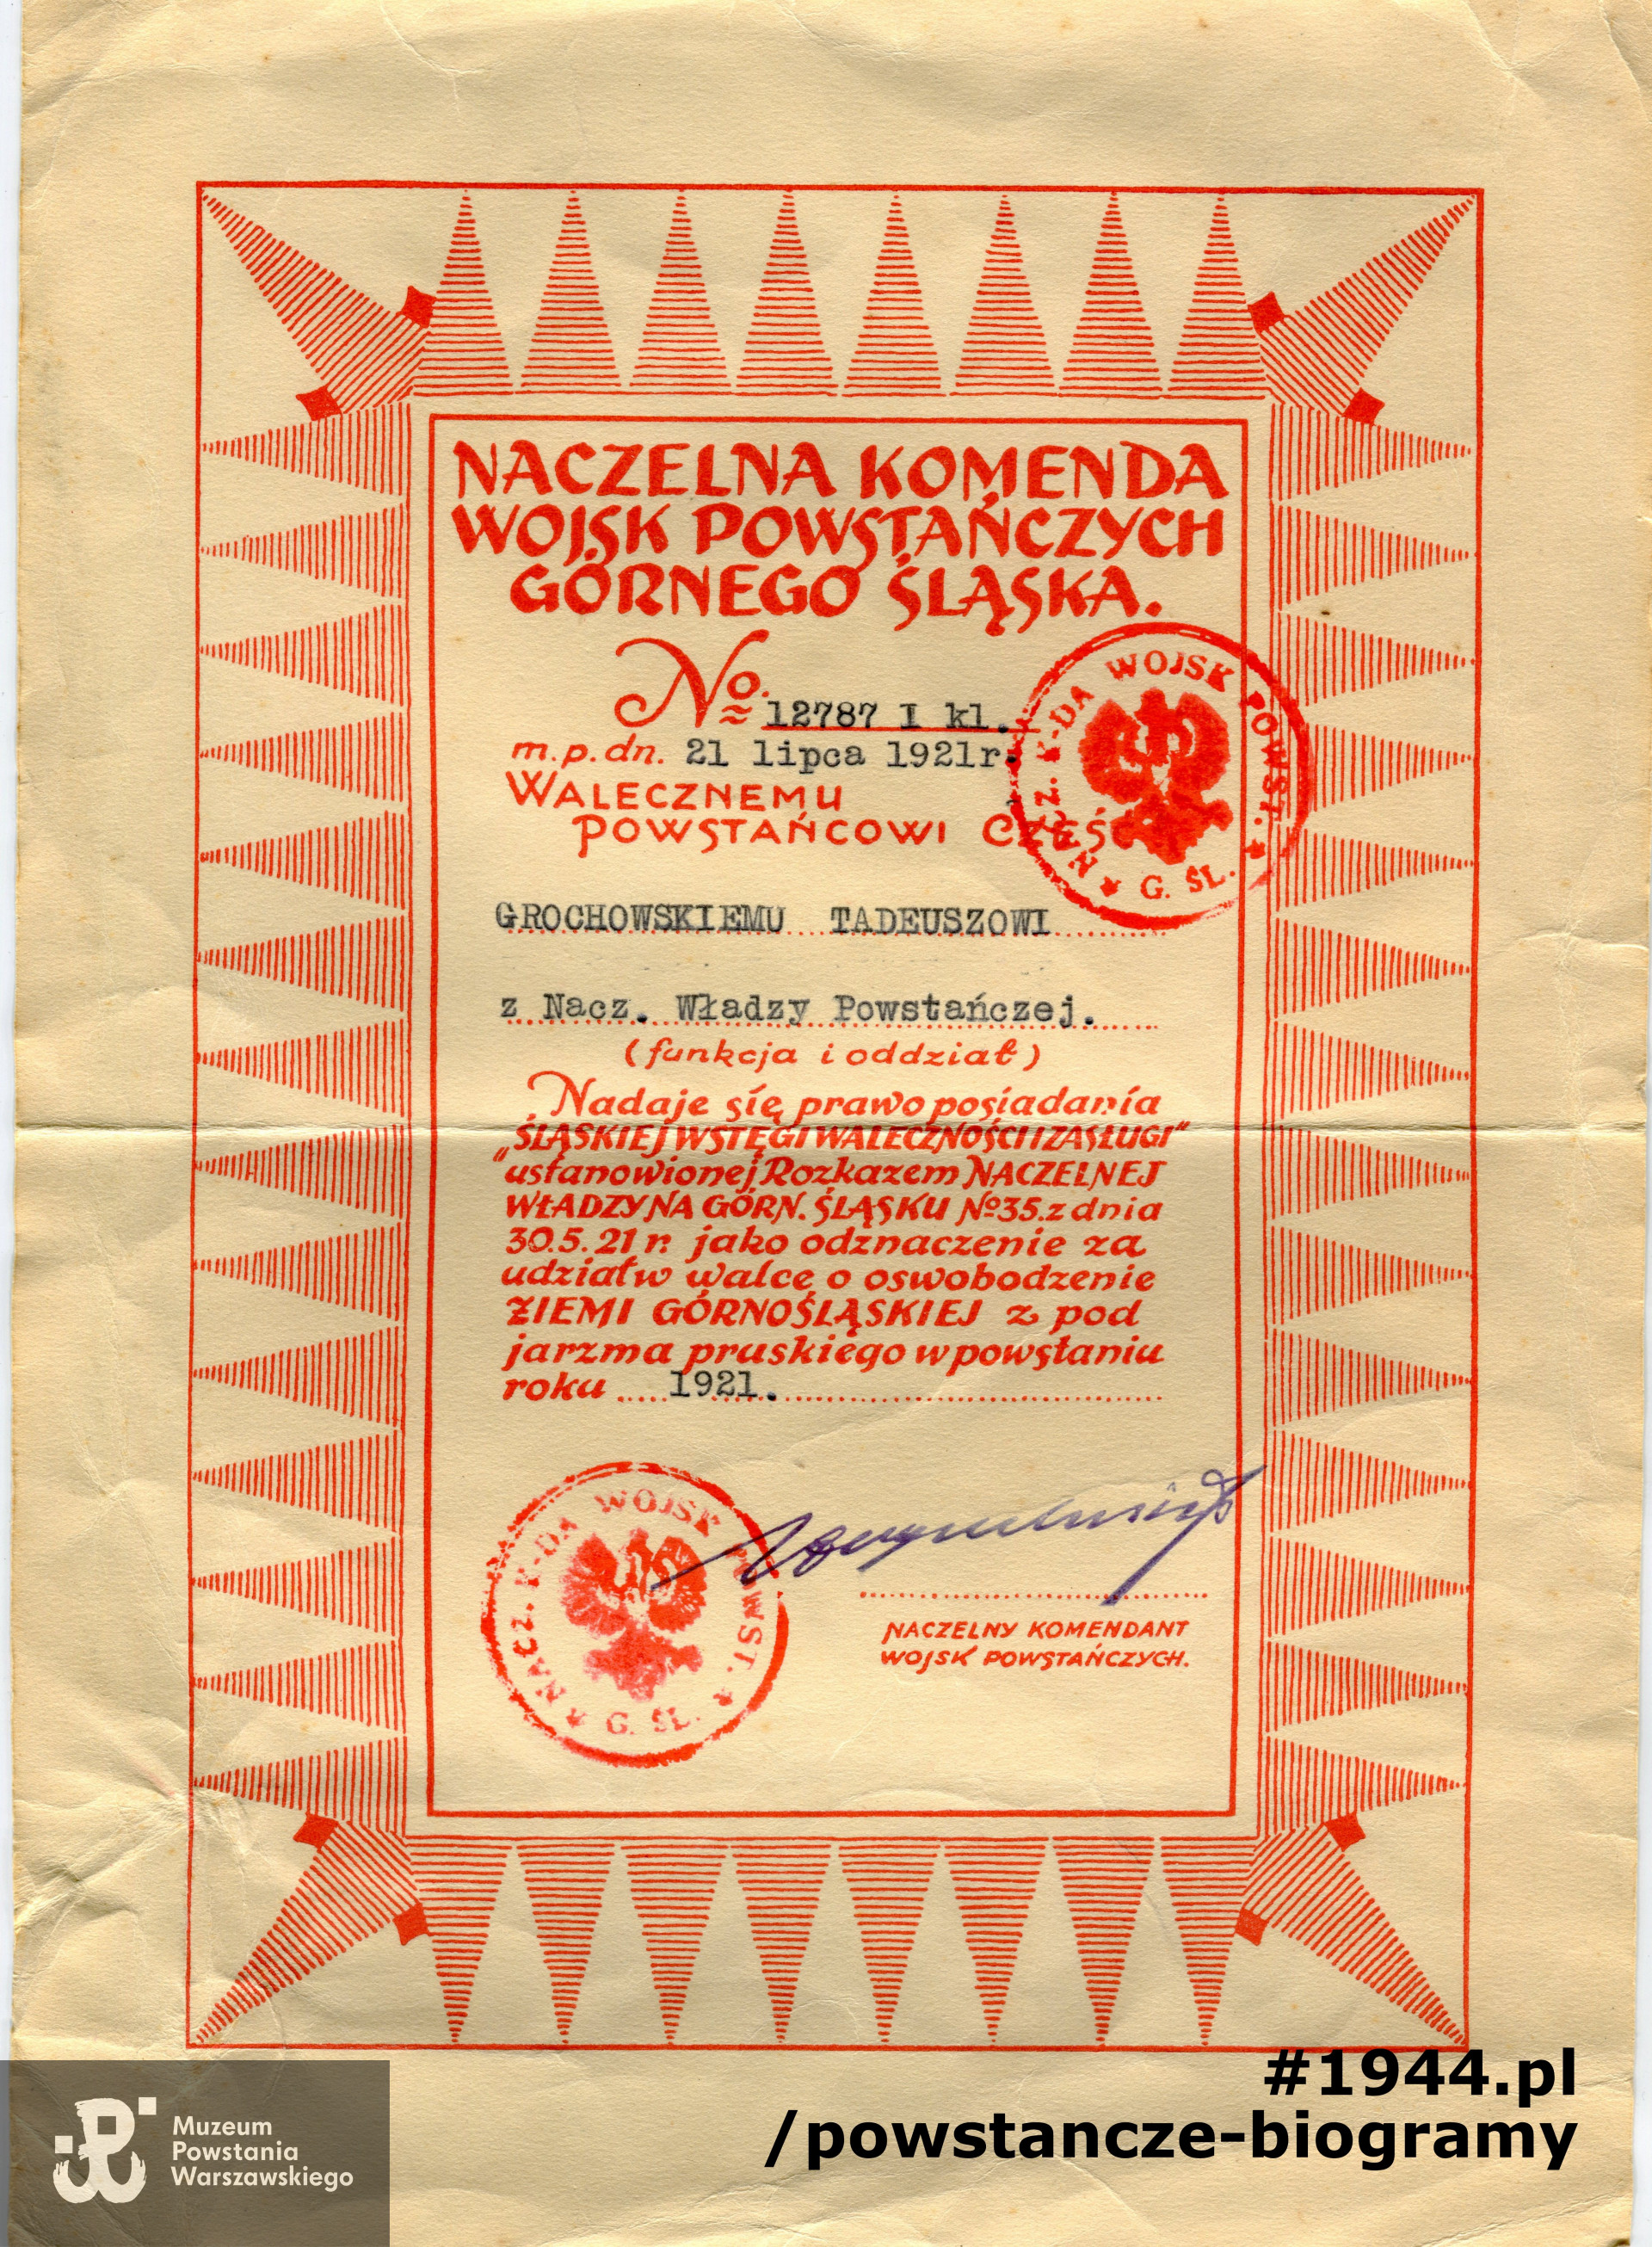 NACZELNA KOMENDA
WOJSK POWSTAŃCZYCH
GÓRNEGO ŚLĄSKA.
No. 12787 I kl.
m.p.dn. 21 lipca 1921r.
WALECZNEMU
POWSTAŃCOWI CZEŚĆ
NACZ. K-DA WOJSK POWST.
G. ŚL.
GROCHOWSKIEMU TADEUSZOWI
z Nacz. Władzy Powstańczej.
(funkcja i oddział)
Nadaje się prawo posiadania
„ŚLĄSKIEJ WSTĘGI WALECZNOŚCI I ZASŁUGI"
ustanowionej Rozkazem NACZELNEJ
WŁADZY NA GÓRN. ŚLĄSKU No 35. z dnia
30.5.21 r. jako odznaczenie za
udział w walce o oswobodzenie
ZIEMI GÓRNOŚLĄSKIEJ z pod
jarzma pruskiego w powstaniu
roku 1921.
NACZ. K-DA WOJSK POWST.
G. ŚL.
NACZELNY KOMENDANT
WOJSK POWSTAŃCZYCH.
#1944.pl
/powstancze-biogramy
Muzeum
Powstania
Warszawskiego